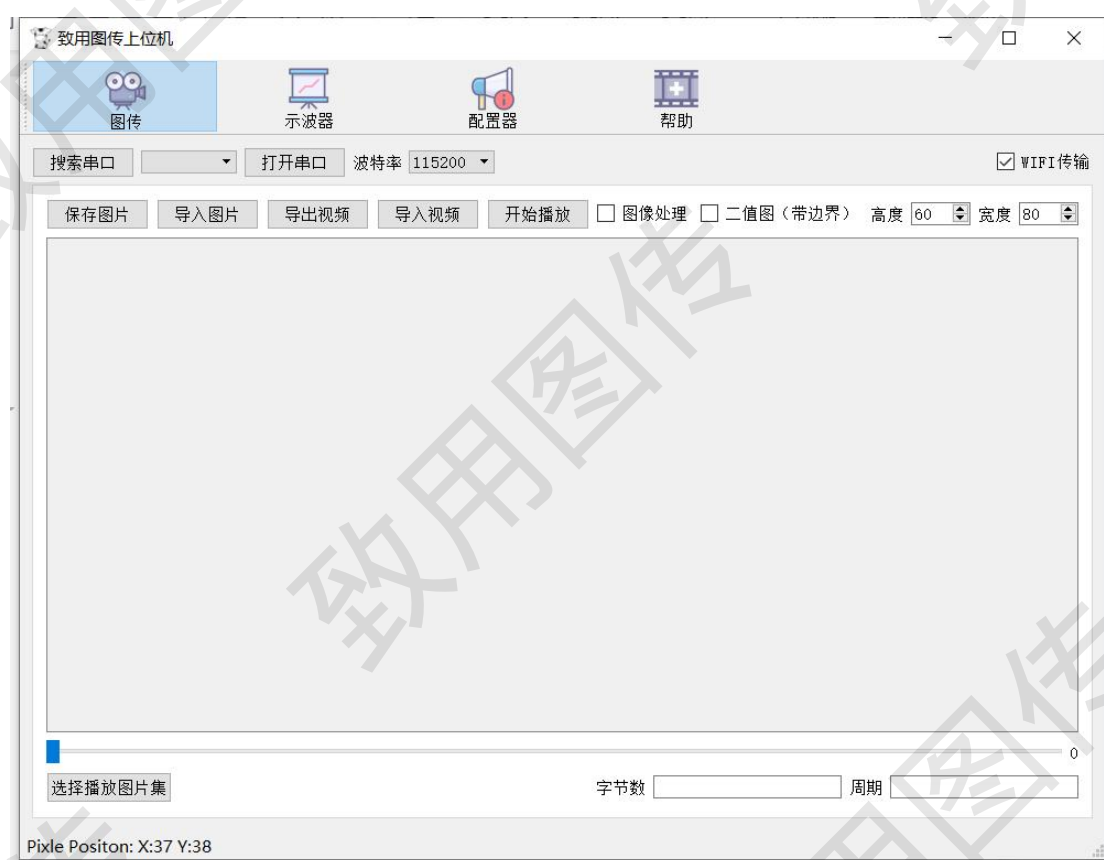 致用图传上位机
图传 示波器 配置器 帮助
搜索串口 打开串口 波特率 115200 WIFI传输
保存图片 导入图片 导出视频 导入视频 开始播放 图像处理 二值图（带边界） 高度 60 宽度 80
致用图传
0
选择播放图片集 字节数 周期
Pixle Positon: X:37 Y:38